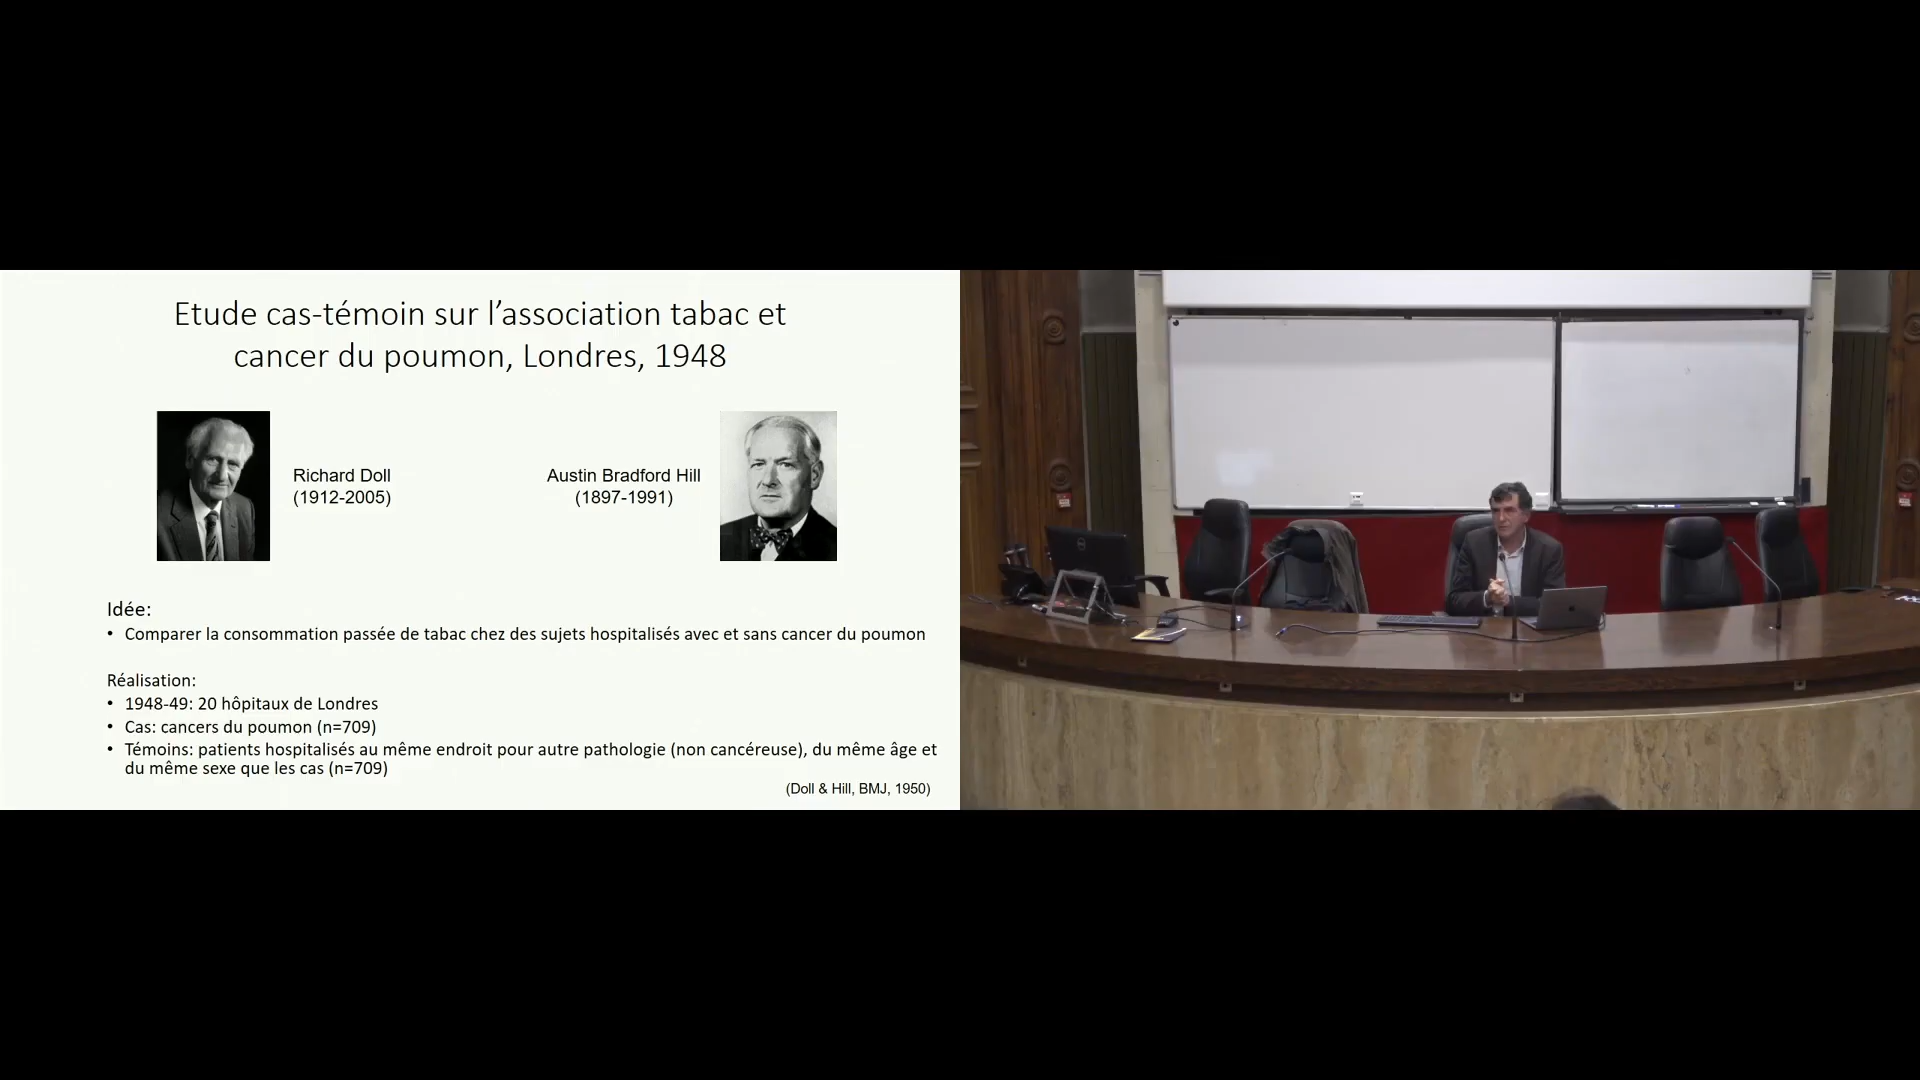 Etude cas-témoin sur l’association tabac et
cancer du poumon, Londres, 1948
Richard Doll
(1912-2005)
Austin Bradford Hill
(1897-1991)
Idée:
• Comparer la consommation passée de tabac chez des sujets hospitalisés avec et sans cancer du poumon
Réalisation:
• 1948-49: 20 hôpitaux de Londres
• Cas: cancers du poumon (n=709)
• Témoins: patients hospitalisés au même endroit pour autre pathologie (non cancéreuse), du même âge et
du même sexe que les cas (n=709)
(Doll & Hill, BMJ, 1950)